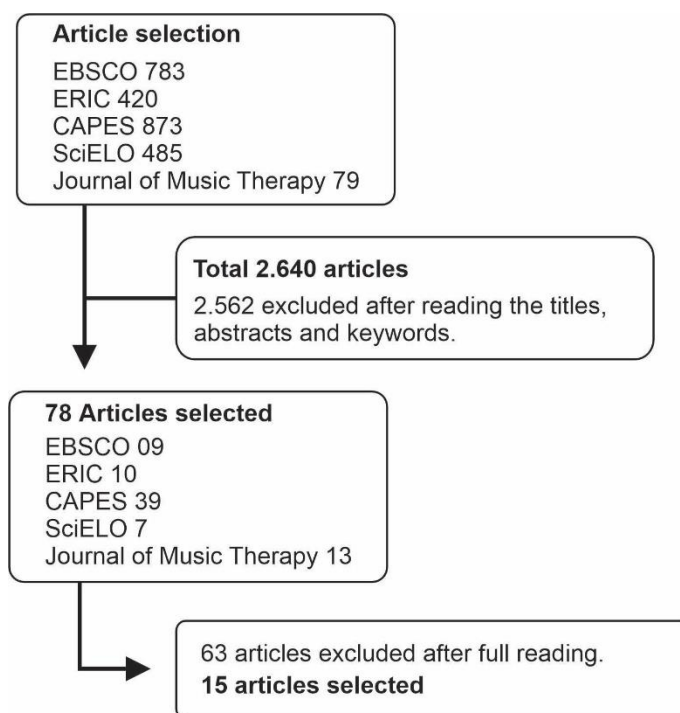 Article selection
EBSCO 783
ERIC 420
CAPES 873
SciELO 485
Journal of Music Therapy 79
Total 2.640 articles
2.562 excluded after reading the titles,
abstracts and keywords.
78 Articles selected
EBSCO 09
ERIC 10
CAPES 39
SciELO 7
Journal of Music Therapy 13
63 articles excluded after full reading.
15 articles selected